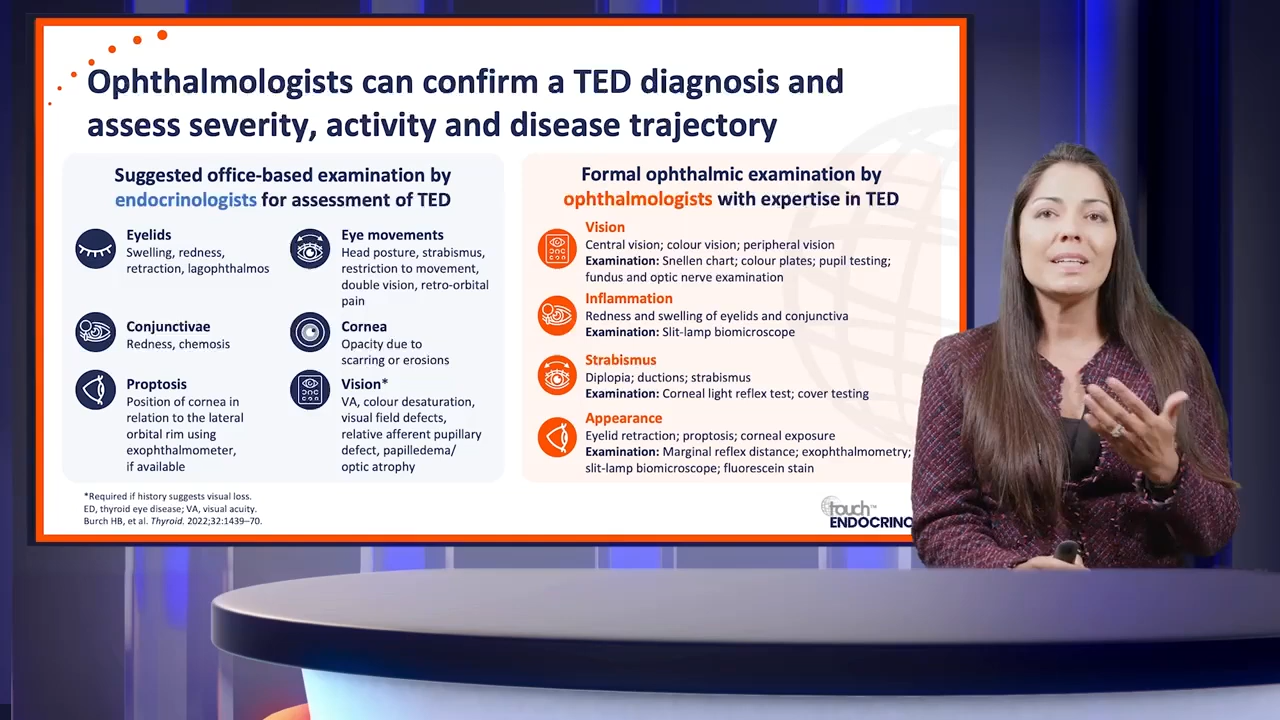 Ophthalmologists can confirm a TED diagnosis and
assess severity, activity and disease trajectory
Suggested office-based examination by
endocrinologists for assessment of TED
Eyelids
Swelling, redness,
retraction, lagophthalmos
Conjunctivae
Redness, chemosis
Proptosis
Position of cornea in
relation to the lateral
orbital rim using
exophthalmometer,
if available
Eye movements
Head posture, strabismus,
restriction to movement,
double vision, retro-orbital
pain
Cornea
Opacity due to
scarring or erosions
Vision*
VA, colour desaturation,
visual field defects,
relative afferent pupillary
defect, papilledema/
optic atrophy
Formal ophthalmic examination by
ophthalmologists with expertise in TED
Vision
Central vision; colour vision; peripheral vision
Examination: Snellen chart; colour plates; pupil testing;
fundus and optic nerve examination
Inflammation
Redness and swelling of eyelids and conjunctiva
Examination: Slit-lamp biomicroscope
Strabismus
Diplopia; ductions; strabismus
Examination: Corneal light reflex test; cover testing
Appearance
Eyelid retraction; proptosis; corneal exposure
Examination: Marginal reflex distance; exophthalmometry;
slit-lamp biomicroscope; fluorescein stain
*Required if history suggests visual loss.
ED, thyroid eye disease; VA, visual acuity.
Burch HB, et al. Thyroid. 2022;32:1439–70.
touch™
ENDOCRINO